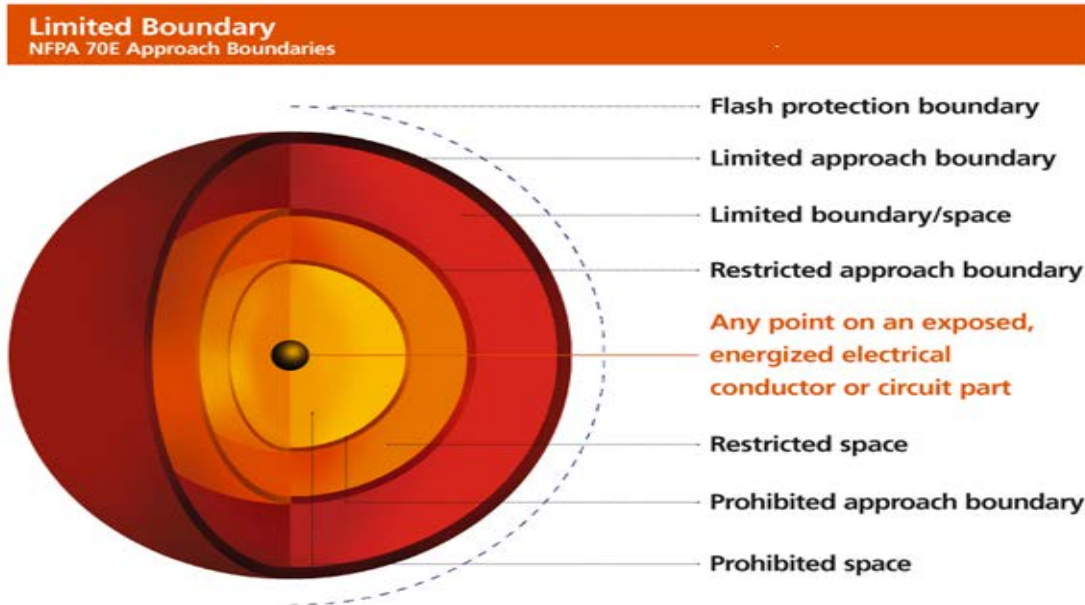 Limited Boundary
NFPA 70E Approach Boundaries
Flash protection boundary
Limited approach boundary
Limited boundary/space
Restricted approach boundary
Any point on an exposed,
energized electrical
conductor or circuit part
Restricted space
Prohibited approach boundary
Prohibited space